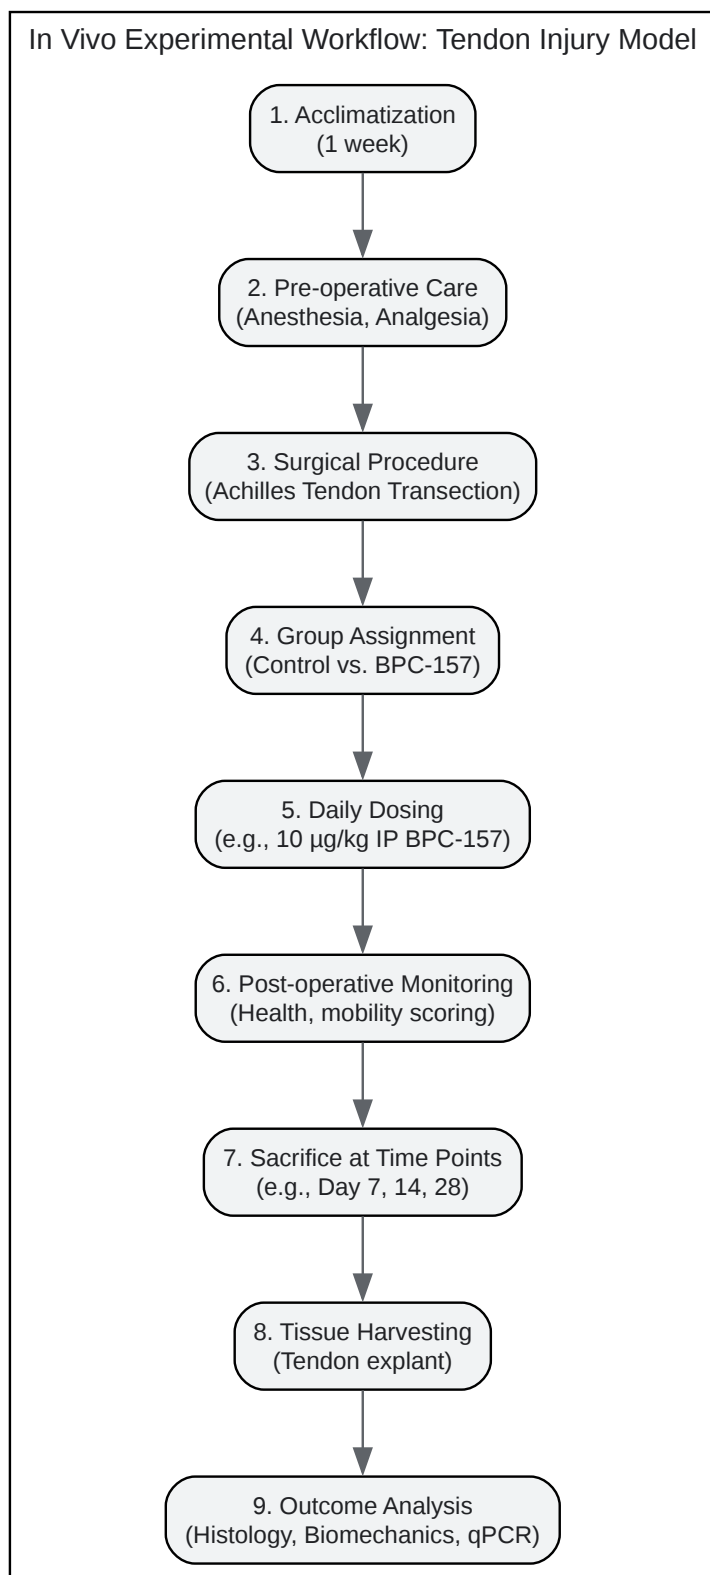 In Vivo Experimental Workflow: Tendon Injury Model
1. Acclimatization
(1 week)
2. Pre-operative Care
(Anesthesia, Analgesia)
3. Surgical Procedure
(Achilles Tendon Transection)
4. Group Assignment
(Control vs. BPC-157)
5. Daily Dosing
(e.g., 10 µg/kg IP BPC-157)
6. Post-operative Monitoring
(Health, mobility scoring)
7. Sacrifice at Time Points
(e.g., Day 7, 14, 28)
8. Tissue Harvesting
(Tendon explant)
9. Outcome Analysis
(Histology, Biomechanics, qPCR)